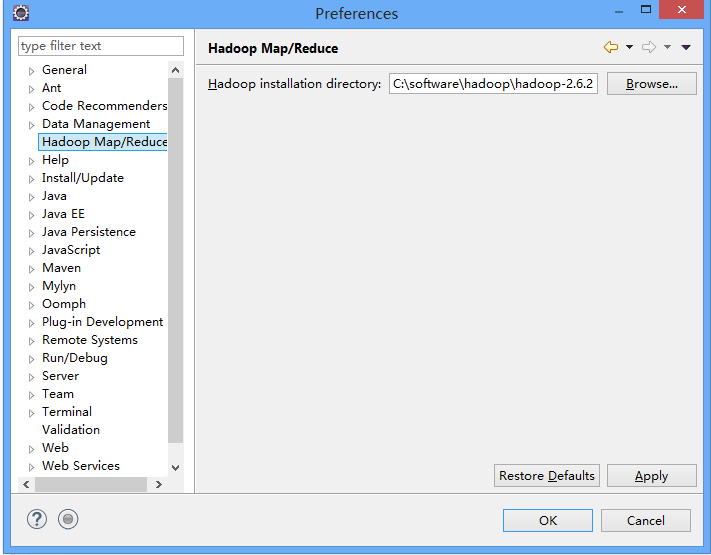 Preferences
type filter text
General
Ant
Code Recommenders
Data Management
Hadoop Map/Reduce
Help
Install/Update
Java
Java EE
Java Persistence
JavaScript
Maven
Mylyn
Oomph
Plug-in Development
Remote Systems
Run/Debug
Server
Team
Terminal
Validation
Web
Web Services
Hadoop Map/Reduce
Hadoop installation directory: C:\software\hadoop\hadoop-2.6.2 Browse...
Restore Defaults Apply
OK Cancel